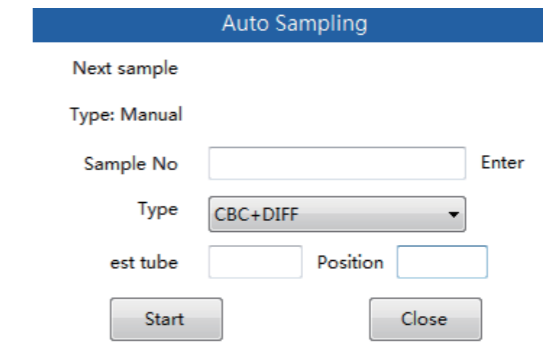 Auto Sampling
Next sample
Type: Manual
Sample No Enter
Type CBC+DIFF
est tube Position
Start Close